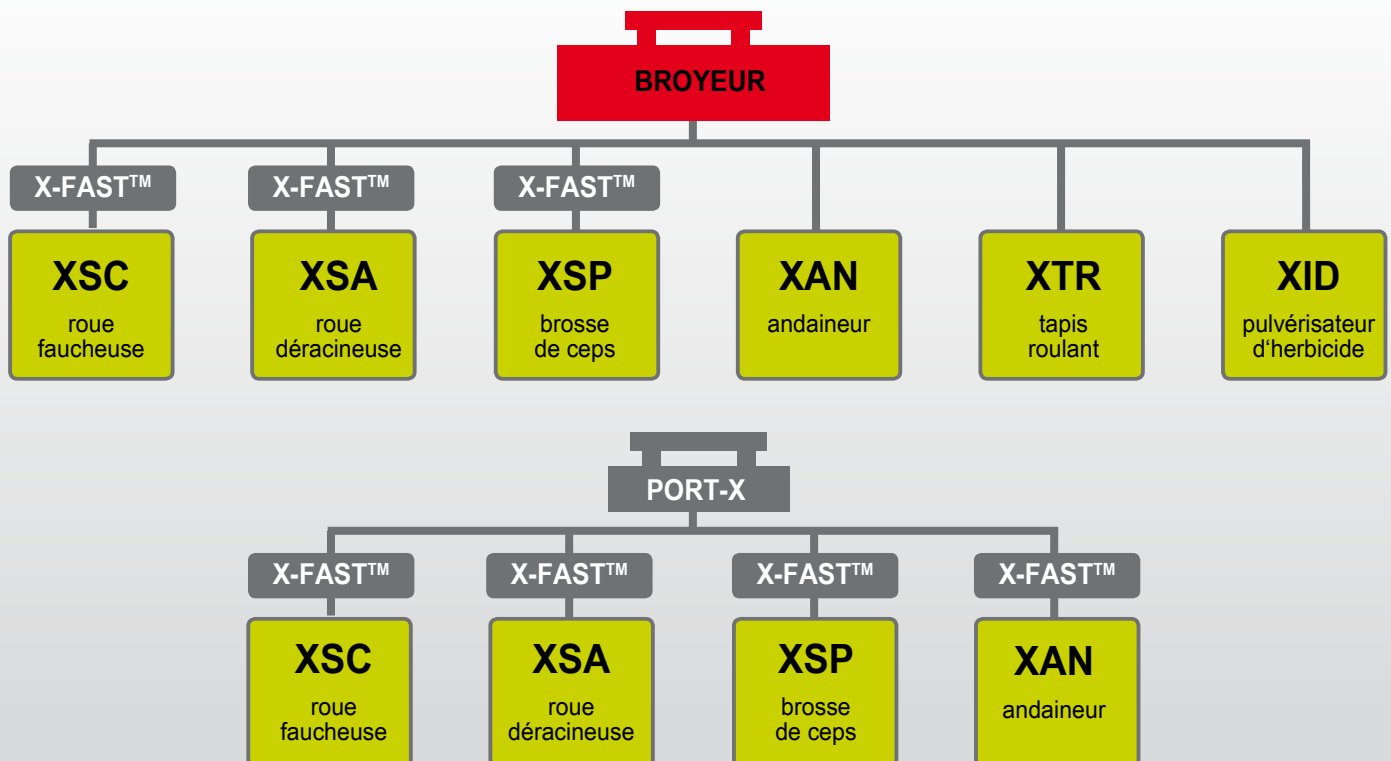 BROYEUR
X-FAST™ X-FAST™ X-FAST™
XSC XSA XSP XAN XTR XID
roue roue brosse andaineur tapis pulvérisateur
faucheuse déracineuse de ceps roulant d‘herbicide
PORT-X
X-FAST™ X-FAST™ X-FAST™ X-FAST™
XSC XSA XSP XAN
roue roue brosse andaineur
faucheuse déracineuse de ceps